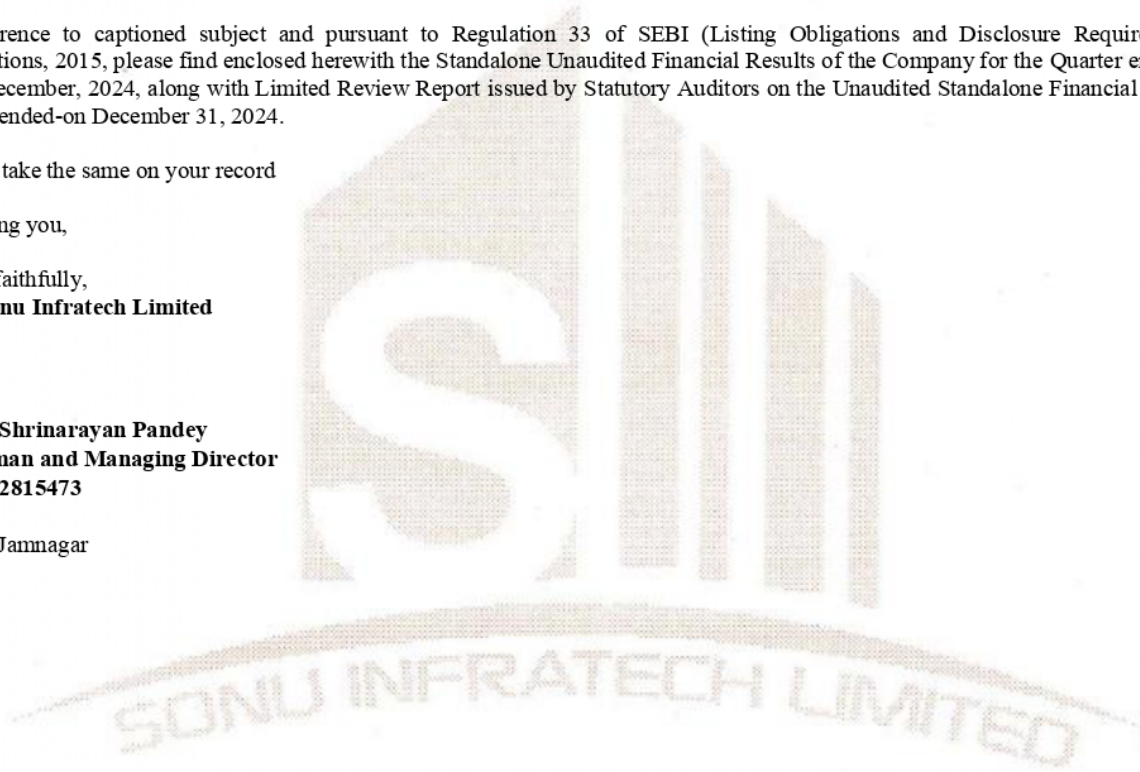 rence to captioned subject and pursuant to Regulation 33 of SEBI (Listing Obligations and Disclosure Require
tions, 2015, please find enclosed herewith the Standalone Unaudited Financial Results of the Company for the Quarter e
ecember, 2024, along with Limited Review Report issued by Statutory Auditors on the Unaudited Standalone Financial
ended-on December 31, 2024.
take the same on your record
ng you,
faithfully,
nu Infratech Limited
Shrinarayan Pandey
man and Managing Director
2815473
Jamnagar
SONU INFRATECH LIMITED